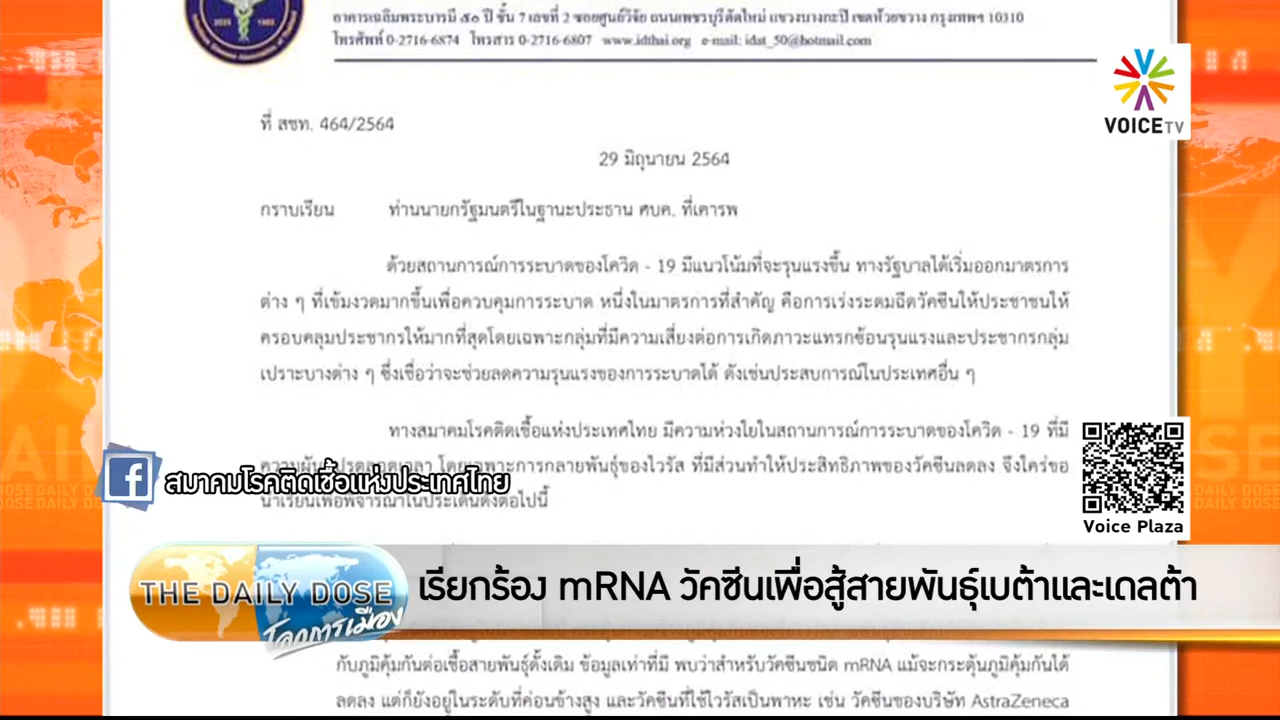 อาคารเฉลิมพระบารมี ๕๐ ปี ชั้น 7 เลขที่ 2 ซอยศูนย์วิจัย ถนนเพชรบุรีตัดใหม่ แขวงบางกะปิ เขตห้วยขวาง กรุงเทพฯ 10310
โทรศัพท์ 0-2716-6874 โทรสาร 0-2716-6807 www.idthai.org e-mail: idat_50@hotmail.com
VOICE TV
ที่ สชท. 464/2564
29 มิถุนายน 2564
กราบเรียน ท่านนายกรัฐมนตรีในฐานะประธาน ศบค. ที่เคารพ
ด้วยสถานการณ์การระบาดของโควิด - 19 มีแนวโน้มที่จะรุนแรงขึ้น ทางรัฐบาลได้เริ่มออกมาตรการ
ต่าง ๆ ที่เข้มงวดมากขึ้นเพื่อควบคุมการระบาด หนึ่งในมาตรการที่สำคัญ คือการเร่งระดมฉีดวัคซีนให้ประชาชนให้
ครอบคลุมประชากรให้มากที่สุดโดยเฉพาะกลุ่มที่มีความเสี่ยงต่อการเกิดภาวะแทรกซ้อนรุนแรงและประชากรกลุ่ม
เปราะบางต่าง ๆ ซึ่งเชื่อว่าจะช่วยลดความรุนแรงของการระบาดได้ ดังเช่นประสบการณ์ในประเทศอื่น ๆ
ทางสมาคมโรคติดเชื้อแห่งประเทศไทย มีความห่วงใยในสถานการณ์การระบาดของโควิด - 19 ที่มี
โดยเฉพาะการกลายพันธุ์ของไวรัส ที่มีส่วนทำให้ประสิทธิภาพของวัคซีนลดลง จึงใคร่ขอ
สมาคมโรคติดเชื้อแห่งประเทศไทย
นำเรียนเพื่อพิจารณาในประเด็นดังต่อไปนี้
Voice Plaza
THE DAILY DOSE
โลกการเมือง
เรียกร้อง mRNA วัคซีนเพื่อสู้สายพันธุ์เบต้าและเดลต้า
กับภูมิคุ้มกันต่อเชื้อสายพันธุ์ดั้งเดิม ข้อมูลเท่าที่มี พบว่าสำหรับวัคซีนชนิด mRNA แม้จะกระตุ้นภูมิคุ้มกันได้
ลดลง แต่ก็ยังอยู่ในระดับที่ค่อนข้างสูง และวัคซีนที่ใช้ไวรัสเป็นพาหะ เช่น วัคซีนของบริษัท AstraZeneca